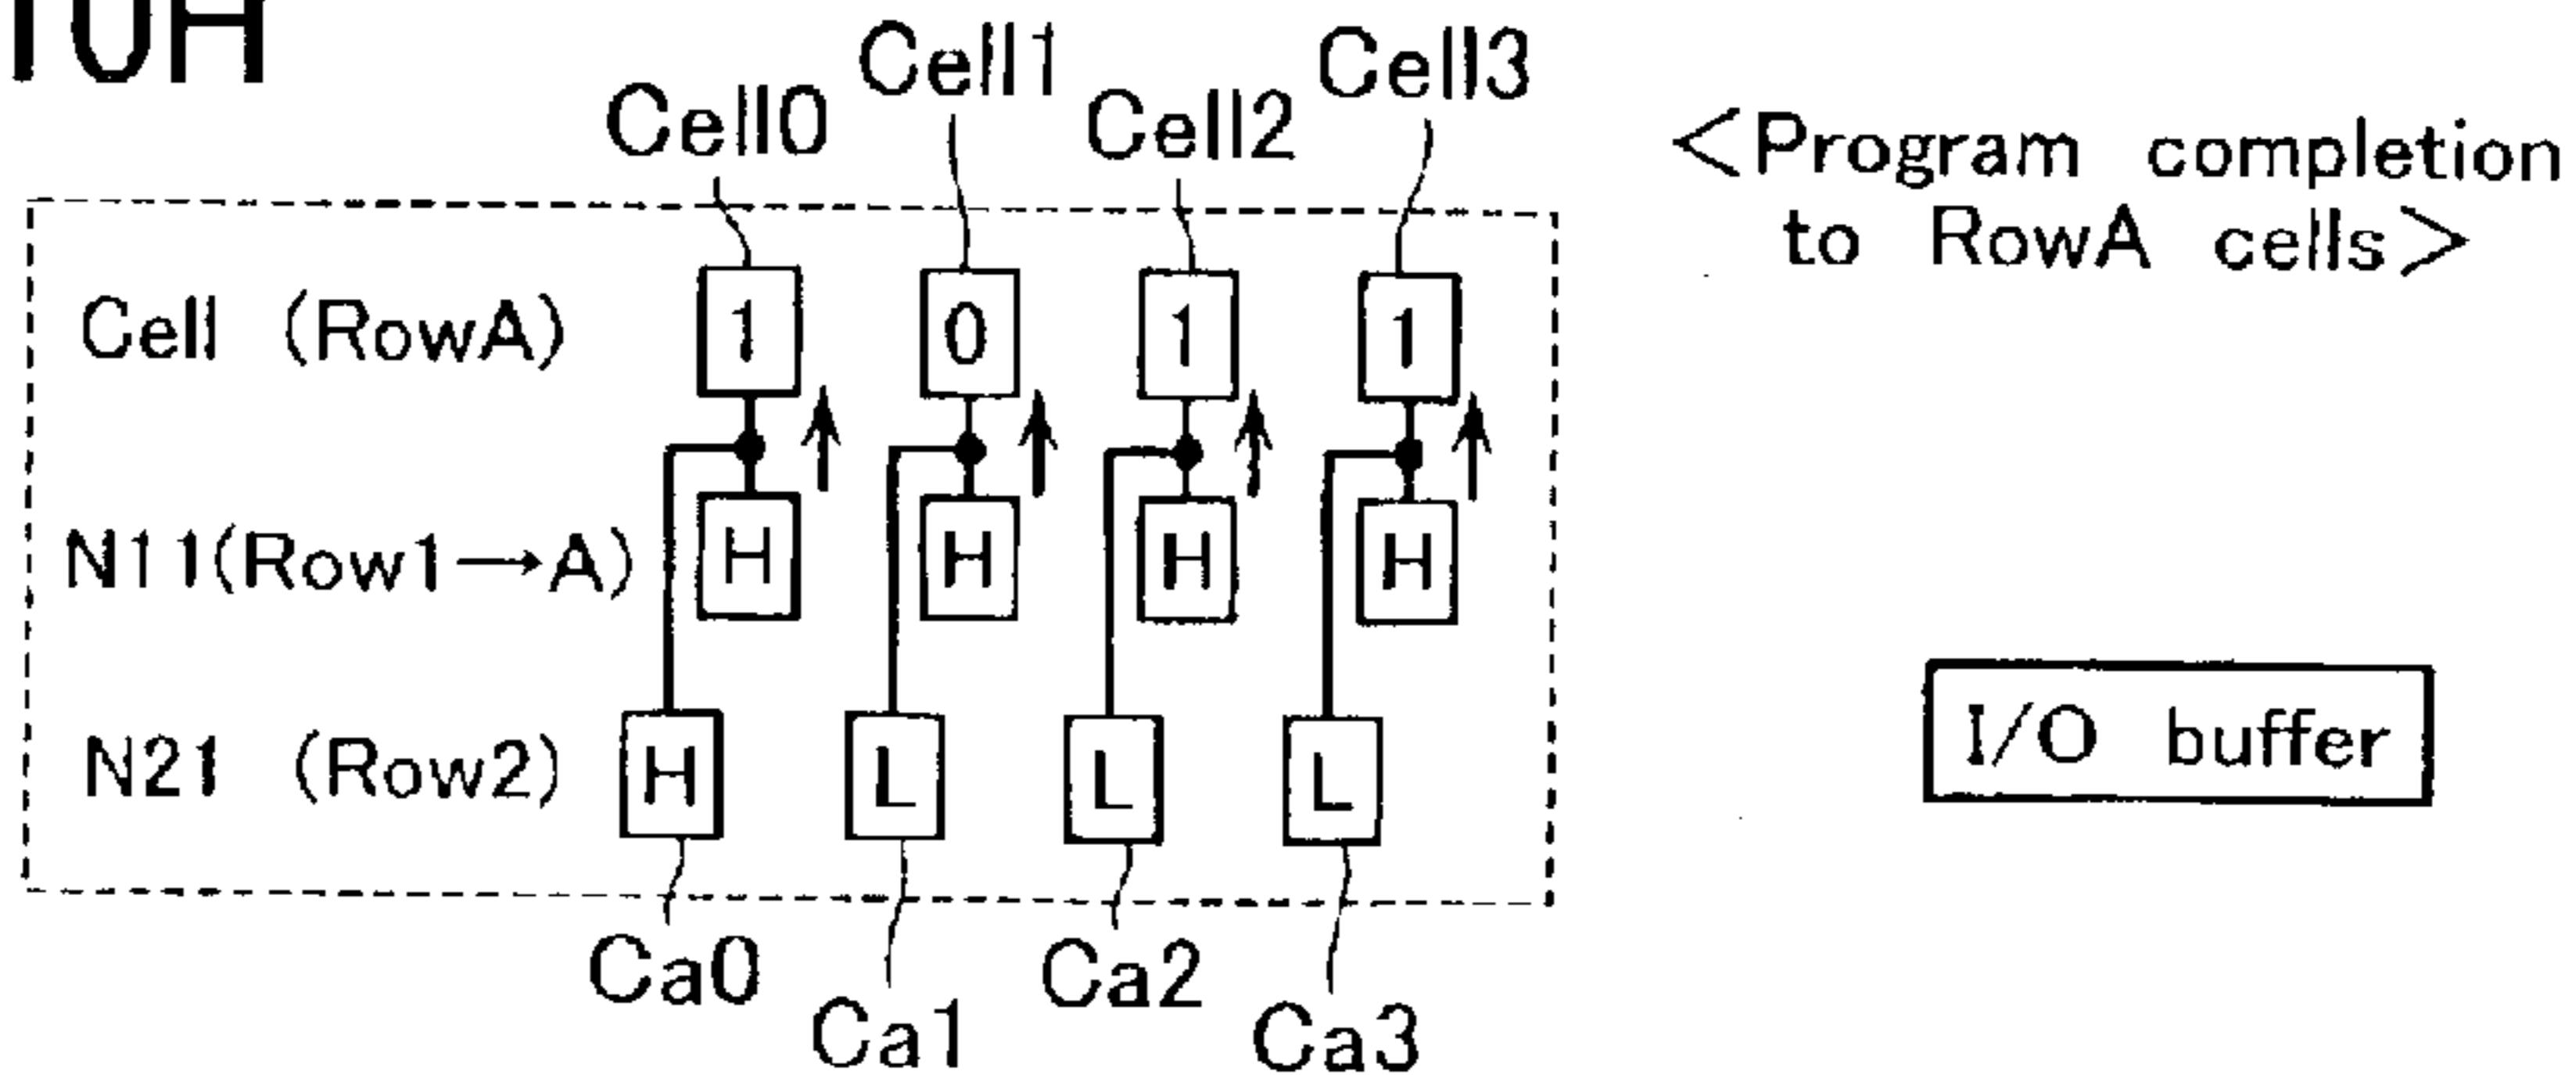 10H
Cell0 Cell1 Cell2 Cell3
<Program completion
to RowA cells>
Cell (RowA) 1 0 1 1
N11(Row1→A) H H H H
N21 (Row2) H L L L
I/O buffer
Ca0 Ca1 Ca2 Ca3